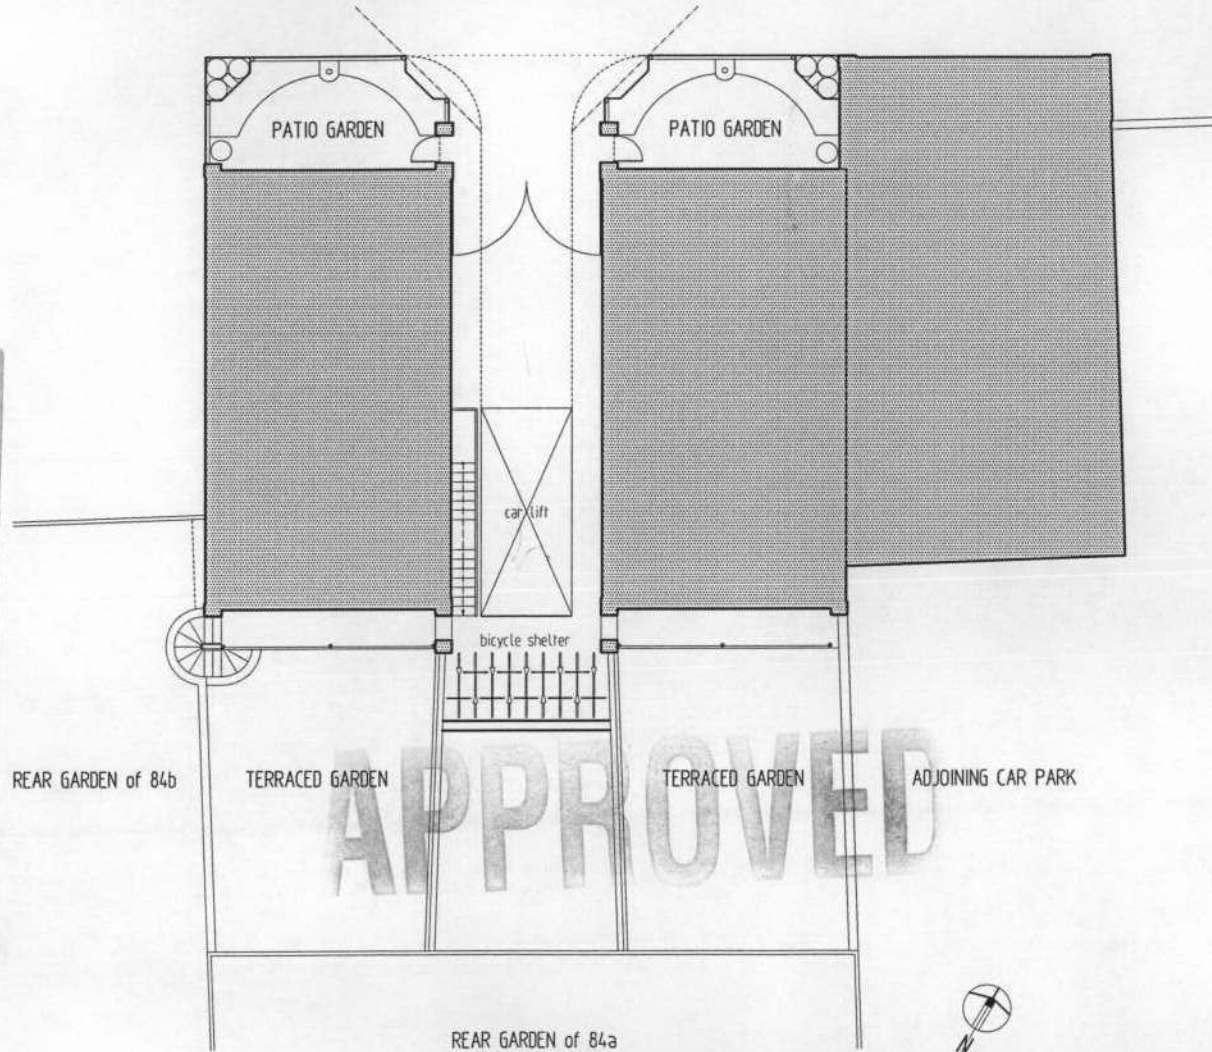 PATIO GARDEN
PATIO GARDEN
car lift
bicycle shelter
REAR GARDEN of 84b
TERRACED GARDEN
TERRACED GARDEN
ADJOINING CAR PARK
APPROVED
REAR GARDEN of 84a
N